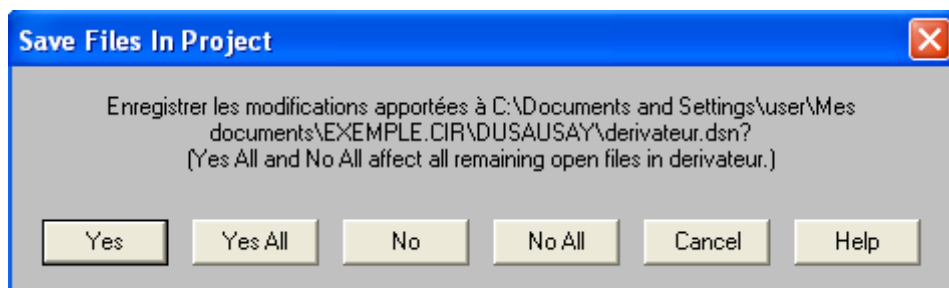 Save Files In Project
Enregistrer les modifications apportées à C:\Documents and Settings\user\Mes
documents\EXEMPLE.CIR\DUSAUSAY\derivateur.dsn?
(Yes All and No All affect all remaining open files in derivateur.)
Yes Yes All No No All Cancel Help